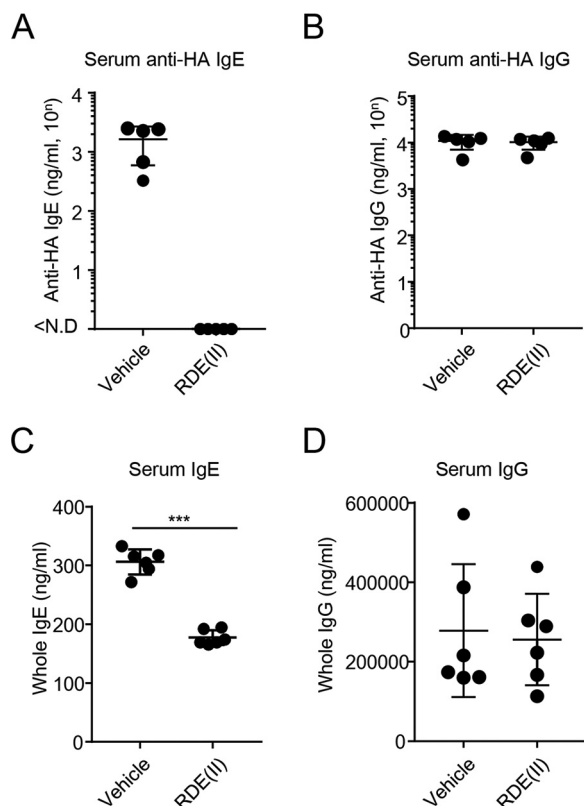 A
Serum anti-HA IgE
Anti-HA IgE (ng/ml, 10ⁿ)
4
3
2
1
<N.D
Vehicle
RDE(II)
B
Serum anti-HA IgG
Anti-HA IgG (ng/ml, 10ⁿ)
5
4
3
2
1
0
Vehicle
RDE(II)
C
Serum IgE
Whole IgE (ng/ml)
400
300
200
100
0
***
Vehicle
RDE(II)
D
Serum IgG
Whole IgG (ng/ml)
600000
400000
200000
0
Vehicle
RDE(II)